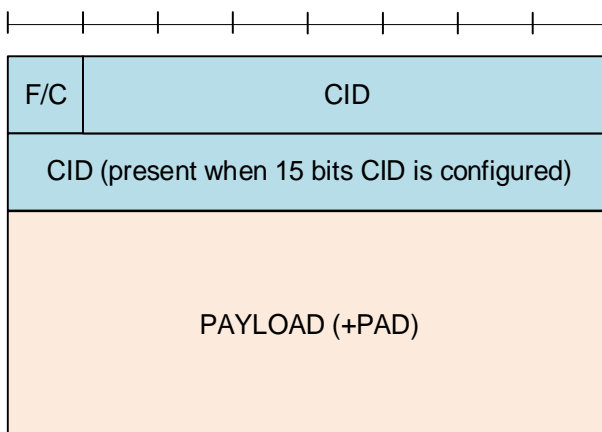 F/C
CID
CID (present when 15 bits CID is configured)
PAYLOAD (+PAD)